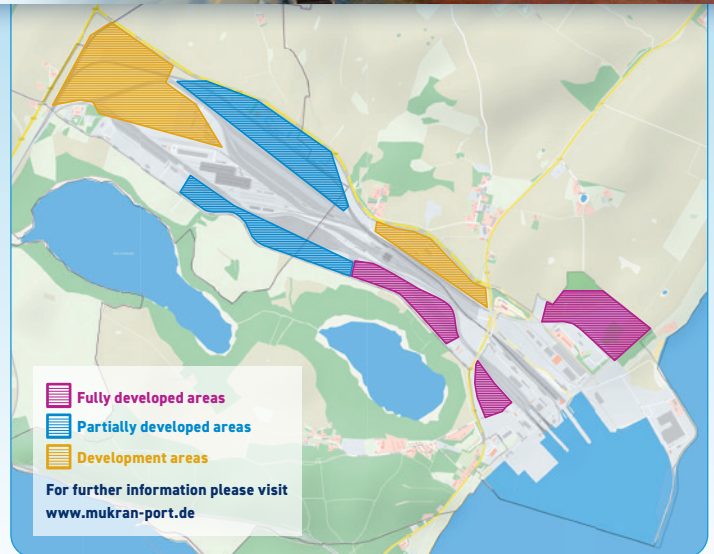 Fully developed areas
Partially developed areas
Development areas
For further information please visit
www.mukran-port.de